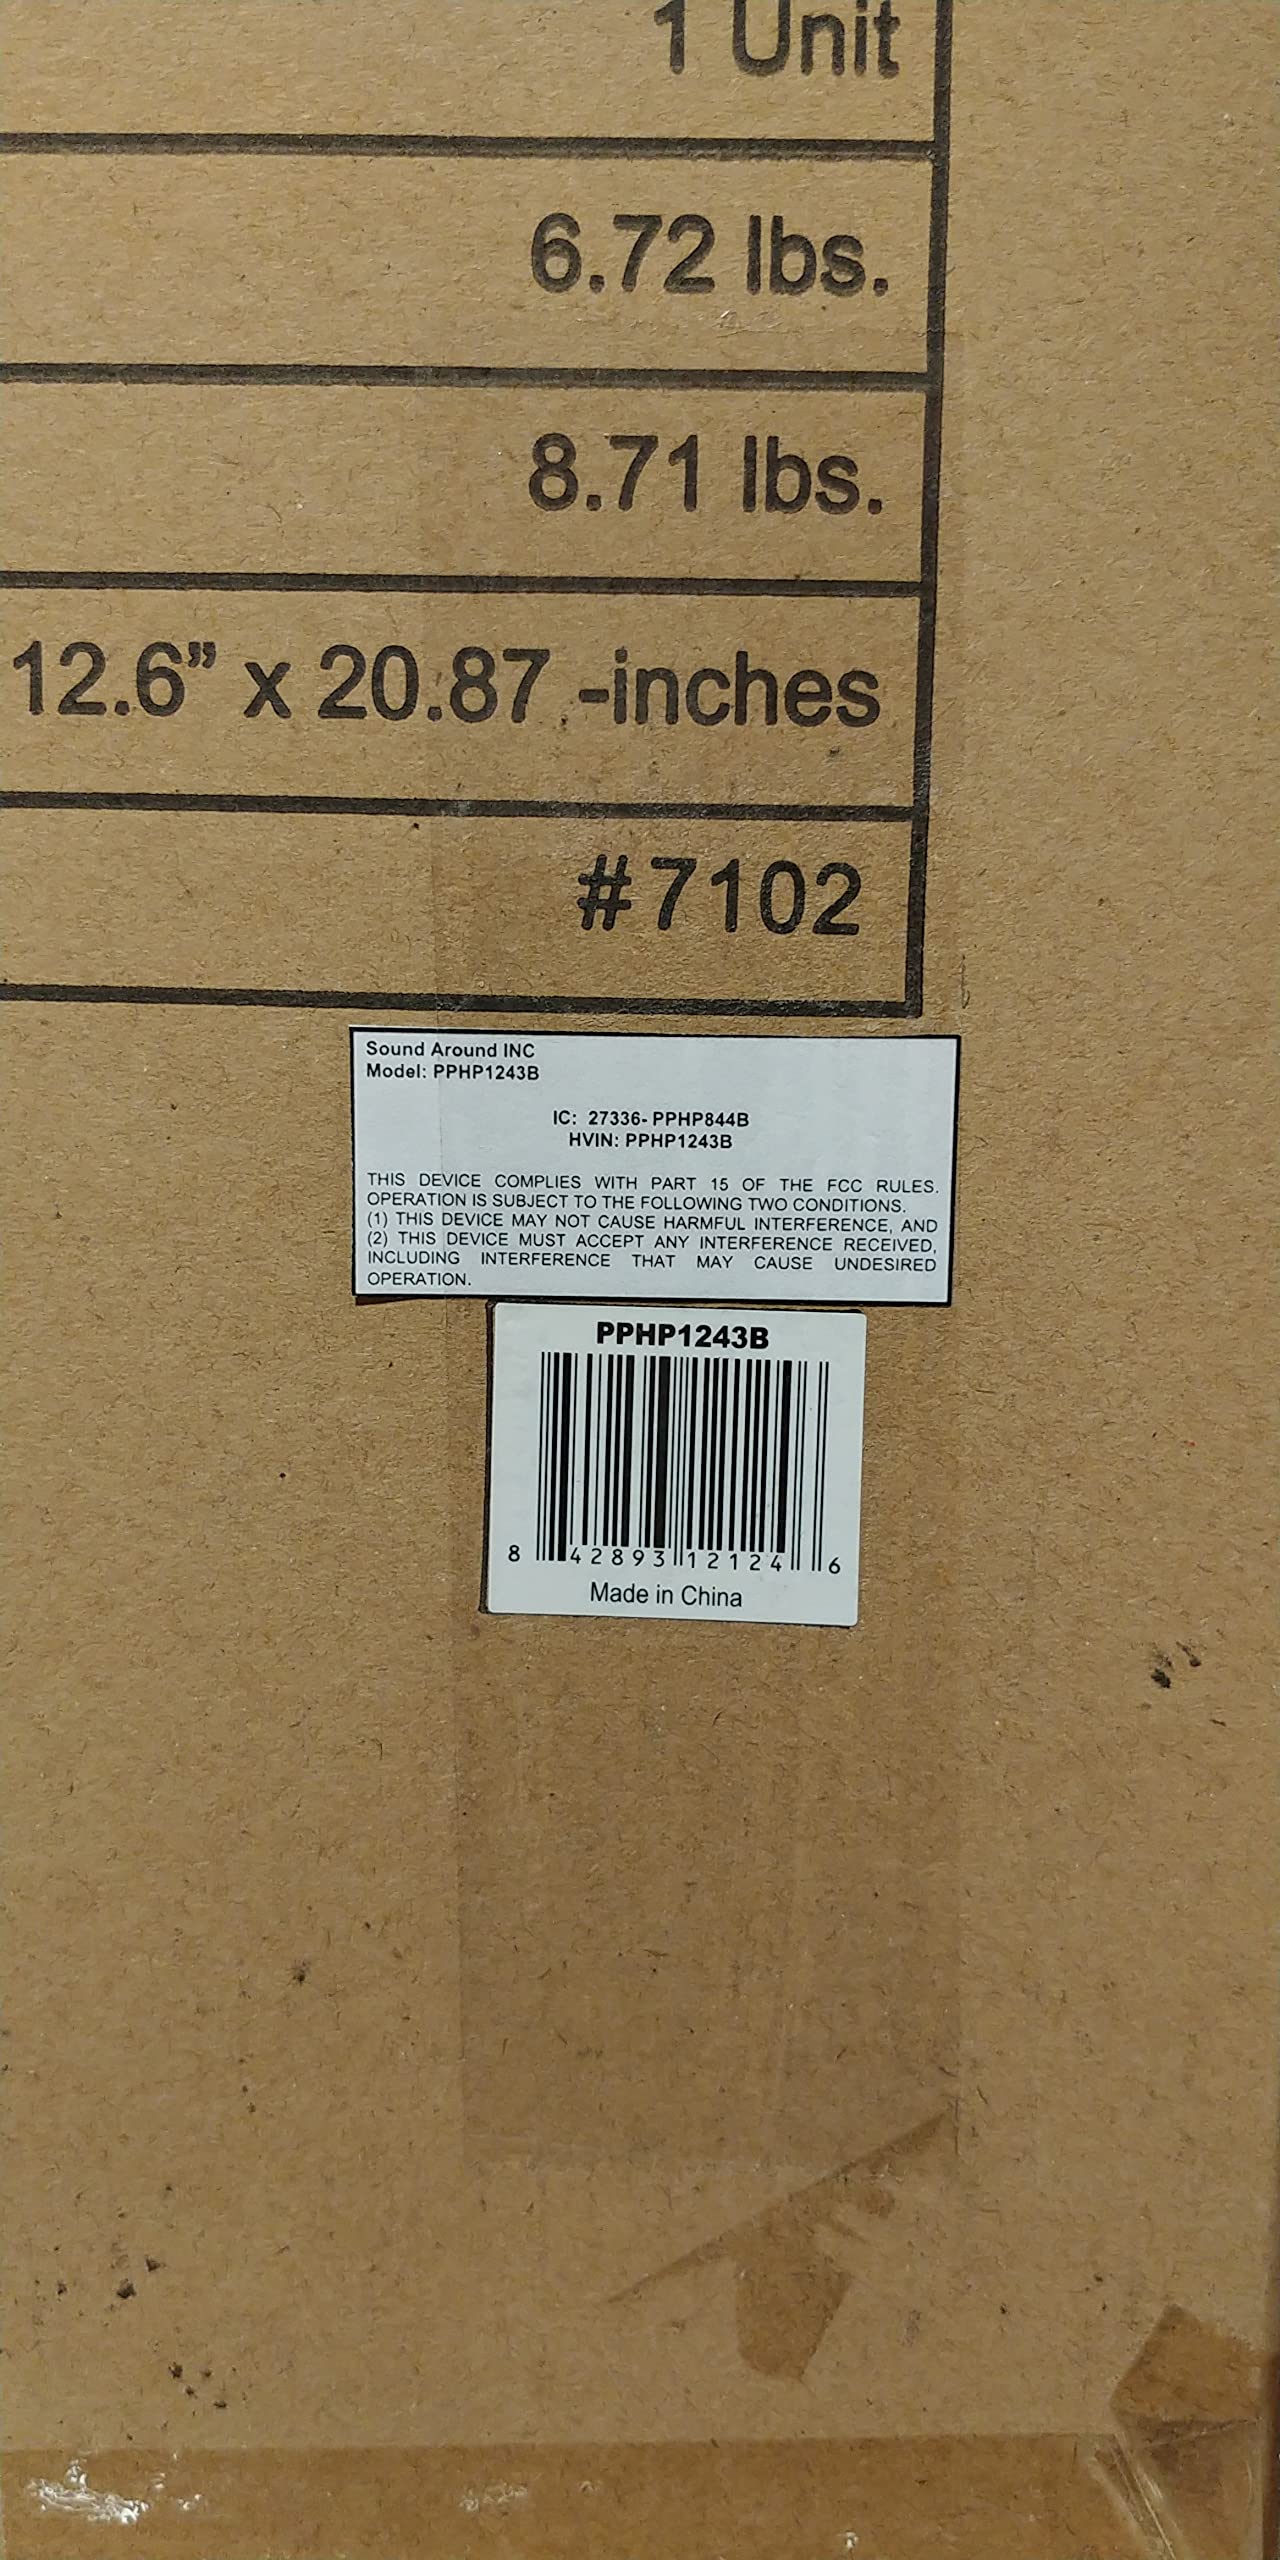 1 Unit
6.72 lbs.
8.71 lbs.
12.6” x 20.87 -inches
#7102
Sound Around INC
Model: PPHP1243B
IC: 27336- PPHP844B
HVIN: PPHP1243B
THIS DEVICE COMPLIES WITH PART 15 OF THE FCC RULES.
OPERATION IS SUBJECT TO THE FOLLOWING TWO CONDITIONS.
(1) THIS DEVICE MAY NOT CAUSE HARMFUL INTERFERENCE, AND
(2) THIS DEVICE MUST ACCEPT ANY INTERFERENCE RECEIVED,
INCLUDING INTERFERENCE THAT MAY CAUSE UNDESIRED
OPERATION.
PPHP1243B
8 42893 12124 6
Made in China